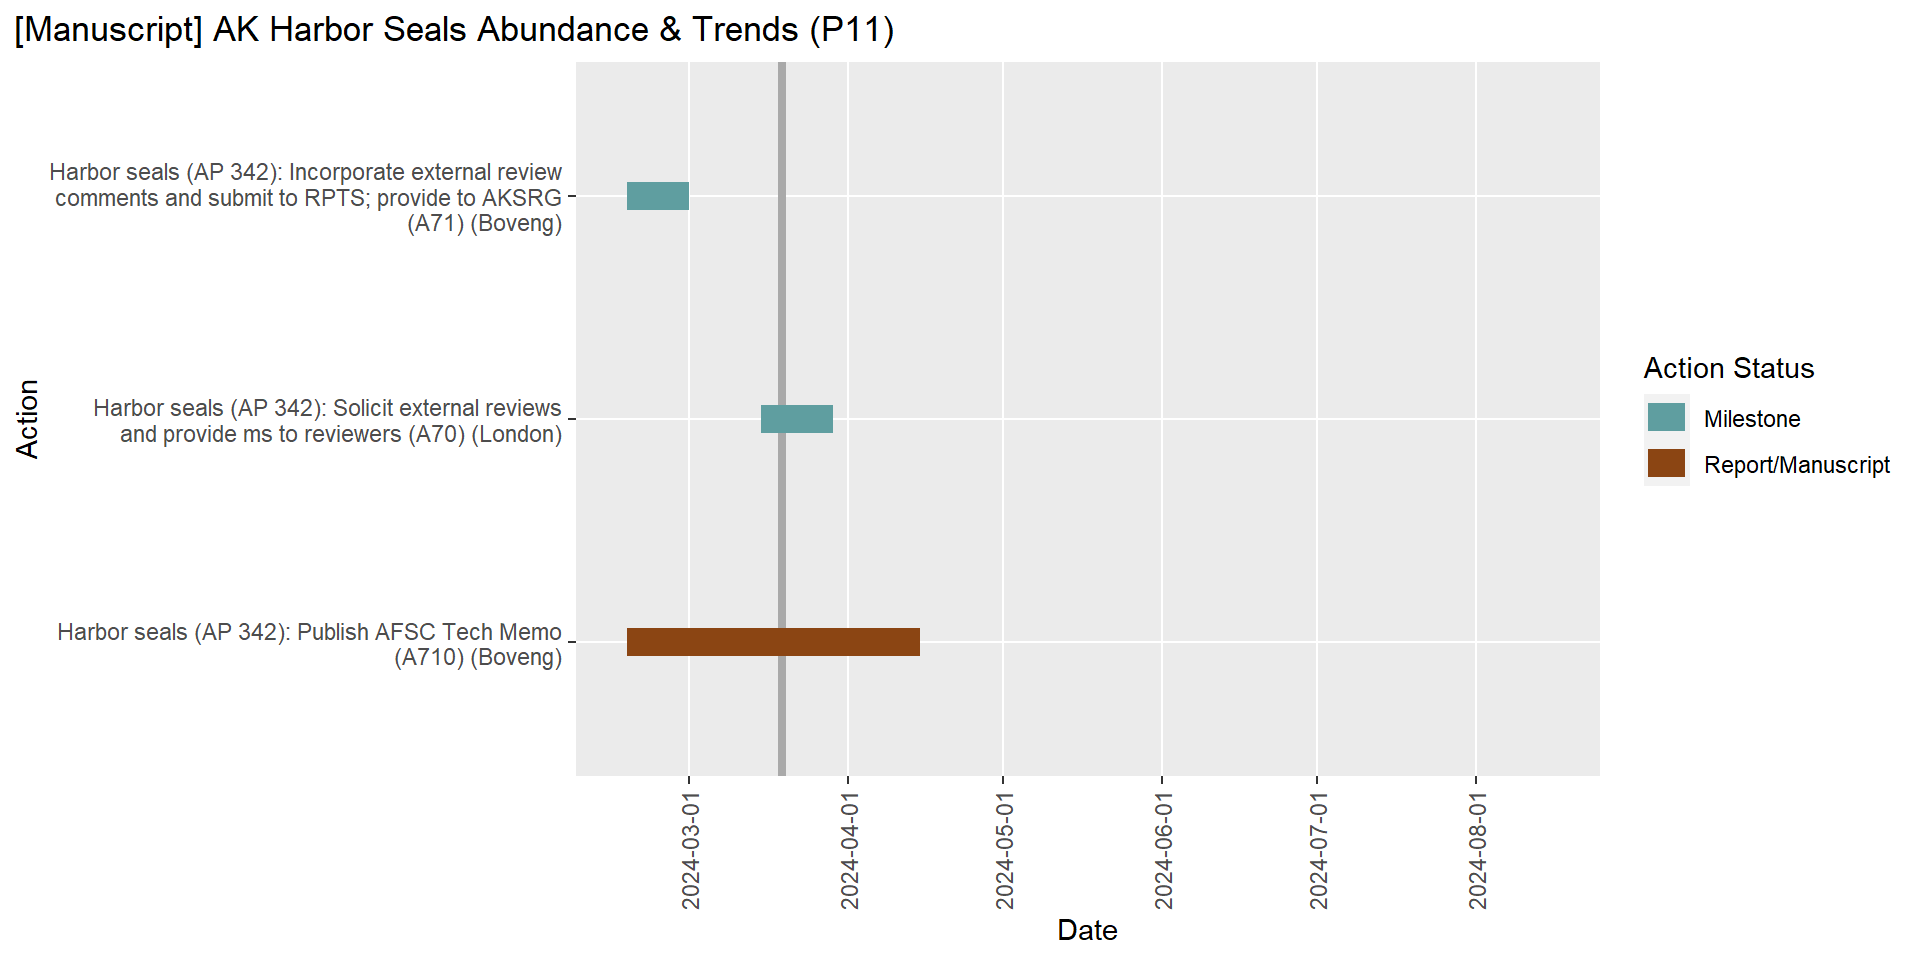 [Manuscript] AK Harbor Seals Abundance & Trends (P11)
Harbor seals (AP 342): Incorporate external review
comments and submit to RPTS; provide to AKSRG
(A71) (Boveng)
Harbor seals (AP 342): Solicit external reviews
and provide ms to reviewers (A70) (London)
Harbor seals (AP 342): Publish AFSC Tech Memo
(A710) (Boveng)
Action
2024-03-01
2024-04-01
2024-05-01
2024-06-01
2024-07-01
2024-08-01
Date
Action Status
Milestone
Report/Manuscript